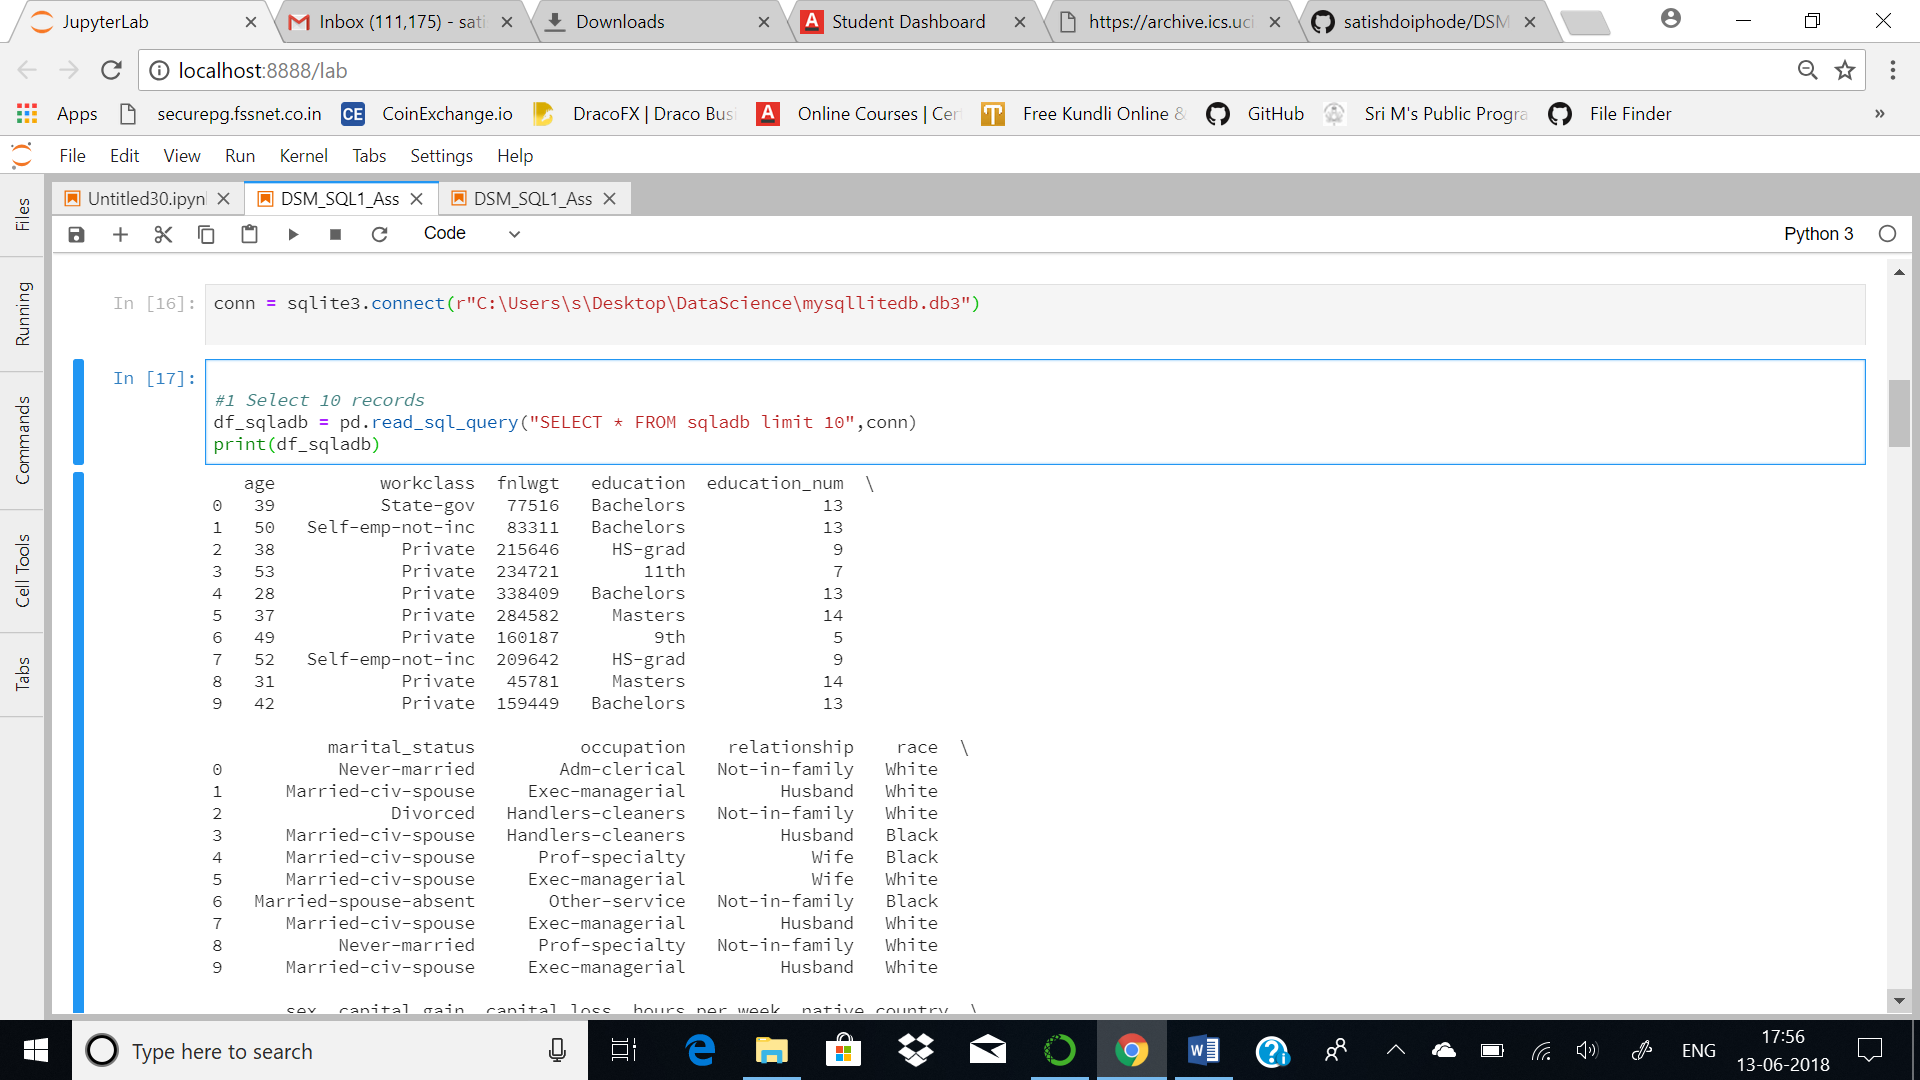 JupyterLab
Inbox (111,175) - sati
Downloads
Student Dashboard
https://archive.ics.uci
satishdoiphode/DSM
localhost:8888/lab
Apps
securepg.fssnet.co.in
CE CoinExchange.io
DracoFX | Draco Busi
A Online Courses | Cert
Free Kundli Online &
GitHub
Sri M's Public Progra
File Finder
»
File Edit View Run Kernel Tabs Settings Help
Files
Running
Commands
Cell Tools
Tabs
Untitled30.ipyn
DSM_SQL1_Ass
DSM_SQL1_Ass
Code
Python 3
In [16]: conn = sqlite3.connect(r"C:\Users\s\Desktop\DataScience\mysqllitedb.db3")
In [17]:
#1 Select 10 records
df_sqladb = pd.read_sql_query("SELECT * FROM sqladb limit 10",conn)
print(df_sqladb)
age workclass fnlwgt education education_num \
0 39 State-gov 77516 Bachelors 13
1 50 Self-emp-not-inc 83311 Bachelors 13
2 38 Private 215646 HS-grad 9
3 53 Private 234721 11th 7
4 28 Private 338409 Bachelors 13
5 37 Private 284582 Masters 14
6 49 Private 160187 9th 5
7 52 Self-emp-not-inc 209642 HS-grad 9
8 31 Private 45781 Masters 14
9 42 Private 159449 Bachelors 13
marital_status occupation relationship race \
0 Never-married Adm-clerical Not-in-family White
1 Married-civ-spouse Exec-managerial Husband White
2 Divorced Handlers-cleaners Not-in-family White
3 Married-civ-spouse Handlers-cleaners Husband Black
4 Married-civ-spouse Prof-specialty Wife Black
5 Married-civ-spouse Exec-managerial Wife White
6 Married-spouse-absent Other-service Not-in-family Black
7 Married-civ-spouse Exec-managerial Husband White
8 Never-married Prof-specialty Not-in-family White
9 Married-civ-spouse Exec-managerial Husband White
sex capital_gain capital_loss hours_per_week native_country \
Type here to search
ENG
17:56
13-06-2018